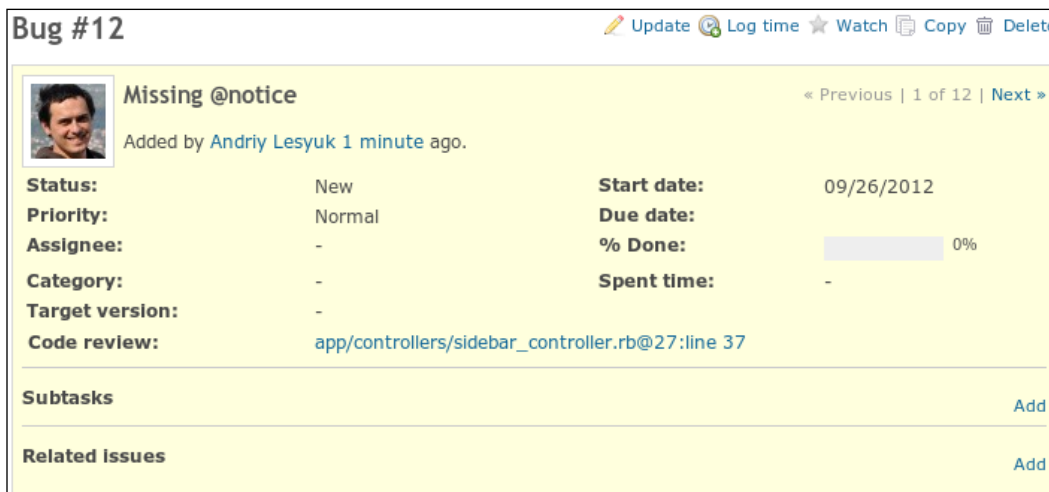 Bug #12 Update Log time Watch Copy Delete
Missing @notice « Previous | 1 of 12 | Next »
Added by Andriy Lesyuk 1 minute ago.
Status: New Start date: 09/26/2012
Priority: Normal Due date:
Assignee: - % Done: 0%
Category: - Spent time: -
Target version: -
Code review: app/controllers/sidebar_controller.rb@27:line 37
Subtasks Add
Related issues Add